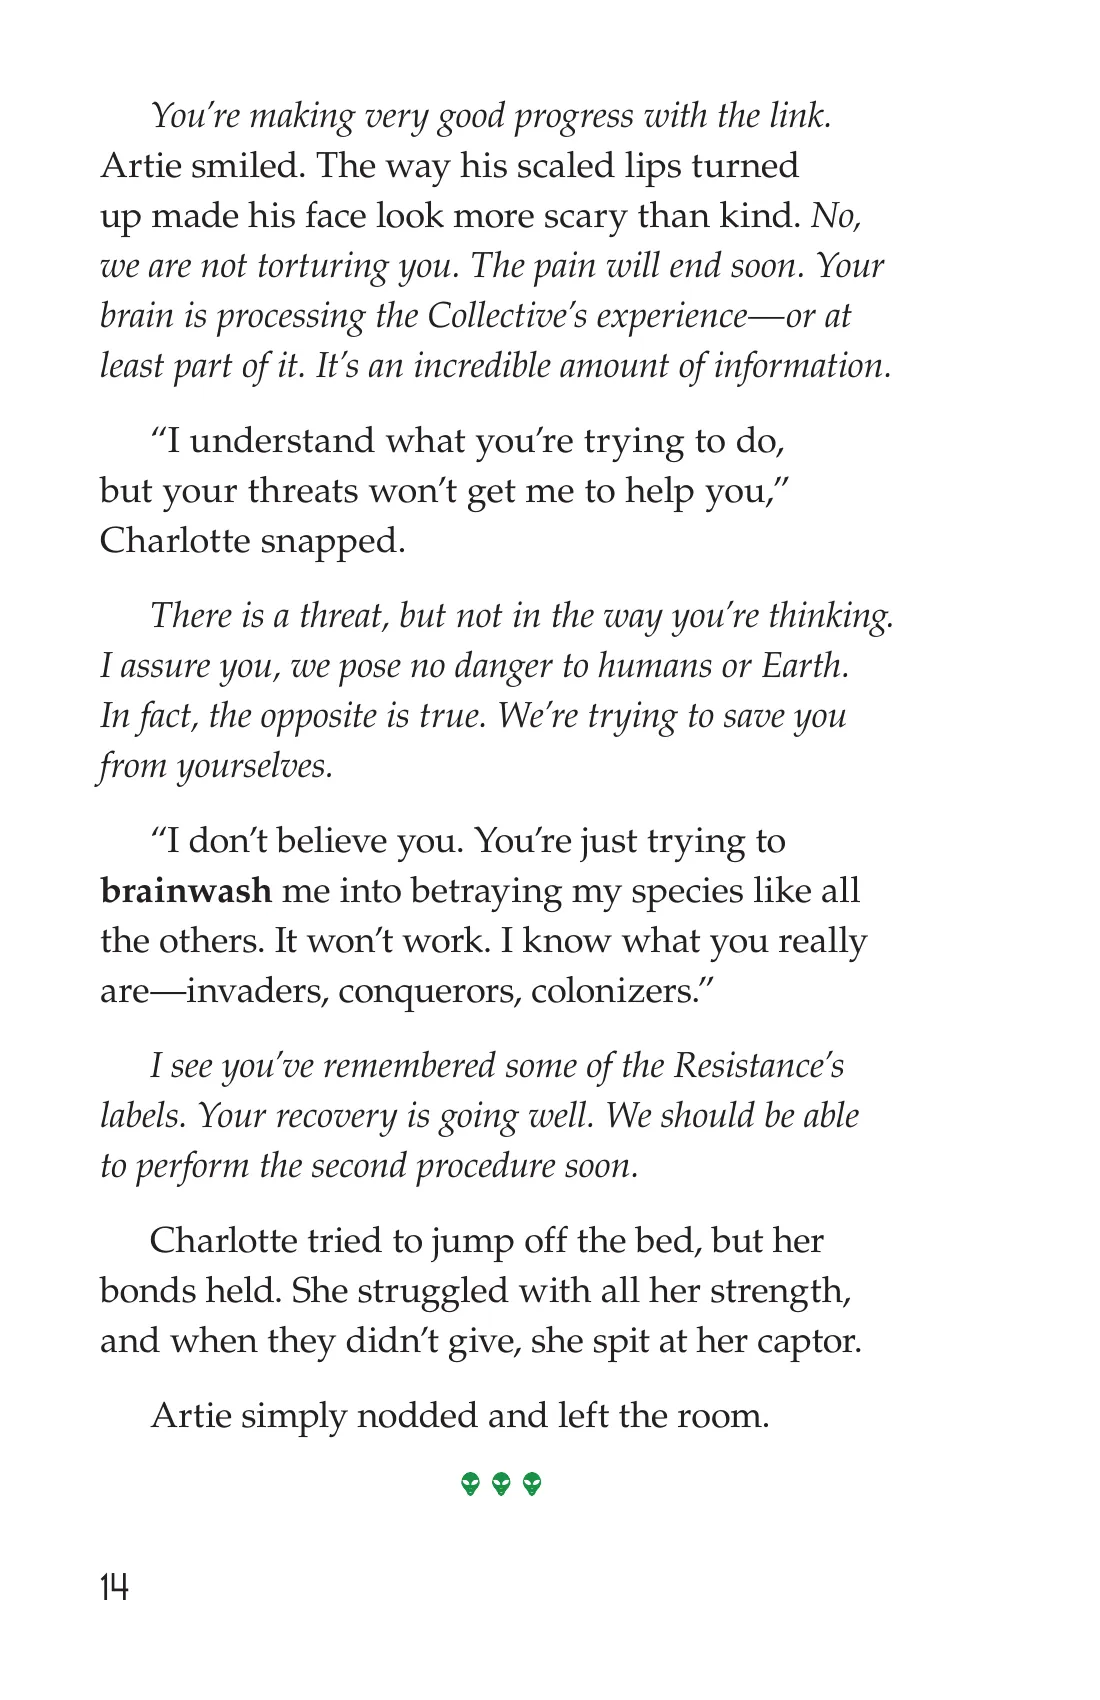 You’re making very good progress with the link.
Artie smiled. The way his scaled lips turned
up made his face look more scary than kind. No,
we are not torturing you. The pain will end soon. Your
brain is processing the Collective’s experience—or at
least part of it. It’s an incredible amount of information.
“I understand what you’re trying to do,
but your threats won’t get me to help you,”
Charlotte snapped.
There is a threat, but not in the way you’re thinking.
I assure you, we pose no danger to humans or Earth.
In fact, the opposite is true. We’re trying to save you
from yourselves.
“I don’t believe you. You’re just trying to
brainwash me into betraying my species like all
the others. It won’t work. I know what you really
are—invaders, conquerors, colonizers.”
I see you’ve remembered some of the Resistance’s
labels. Your recovery is going well. We should be able
to perform the second procedure soon.
Charlotte tried to jump off the bed, but her
bonds held. She struggled with all her strength,
and when they didn’t give, she spit at her captor.
Artie simply nodded and left the room.
14